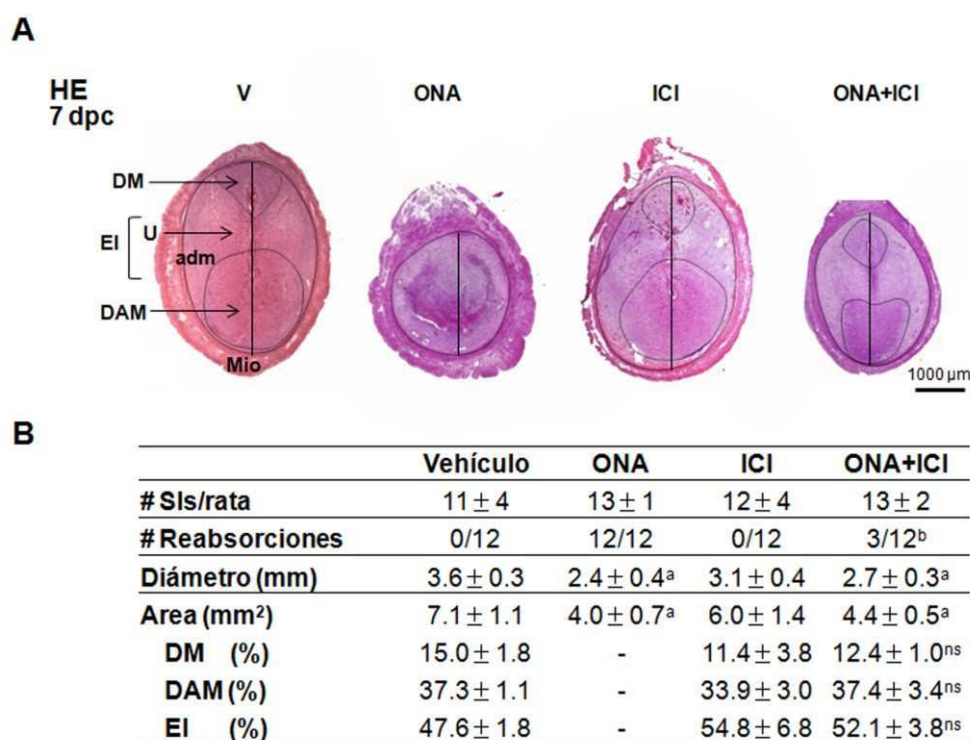 A
HE
7 dpc
V
ONA
ICI
ONA+ICI
DM
EI
U
adm
DAM
Mio
1000 µm
B
Vehículo ONA ICI ONA+ICI
# SIs/rata 11 ± 4 13 ± 1 12 ± 4 13 ± 2
# Reabsorciones 0/12 12/12 0/12 3/12ᵇ
Diámetro (mm) 3.6 ± 0.3 2.4 ± 0.4ᵃ 3.1 ± 0.4 2.7 ± 0.3ᵃ
Area (mm²) 7.1 ± 1.1 4.0 ± 0.7ᵃ 6.0 ± 1.4 4.4 ± 0.5ᵃ
DM (%) 15.0 ± 1.8 - 11.4 ± 3.8 12.4 ± 1.0ⁿˢ
DAM (%) 37.3 ± 1.1 - 33.9 ± 3.0 37.4 ± 3.4ⁿˢ
EI (%) 47.6 ± 1.8 - 54.8 ± 6.8 52.1 ± 3.8ⁿˢ